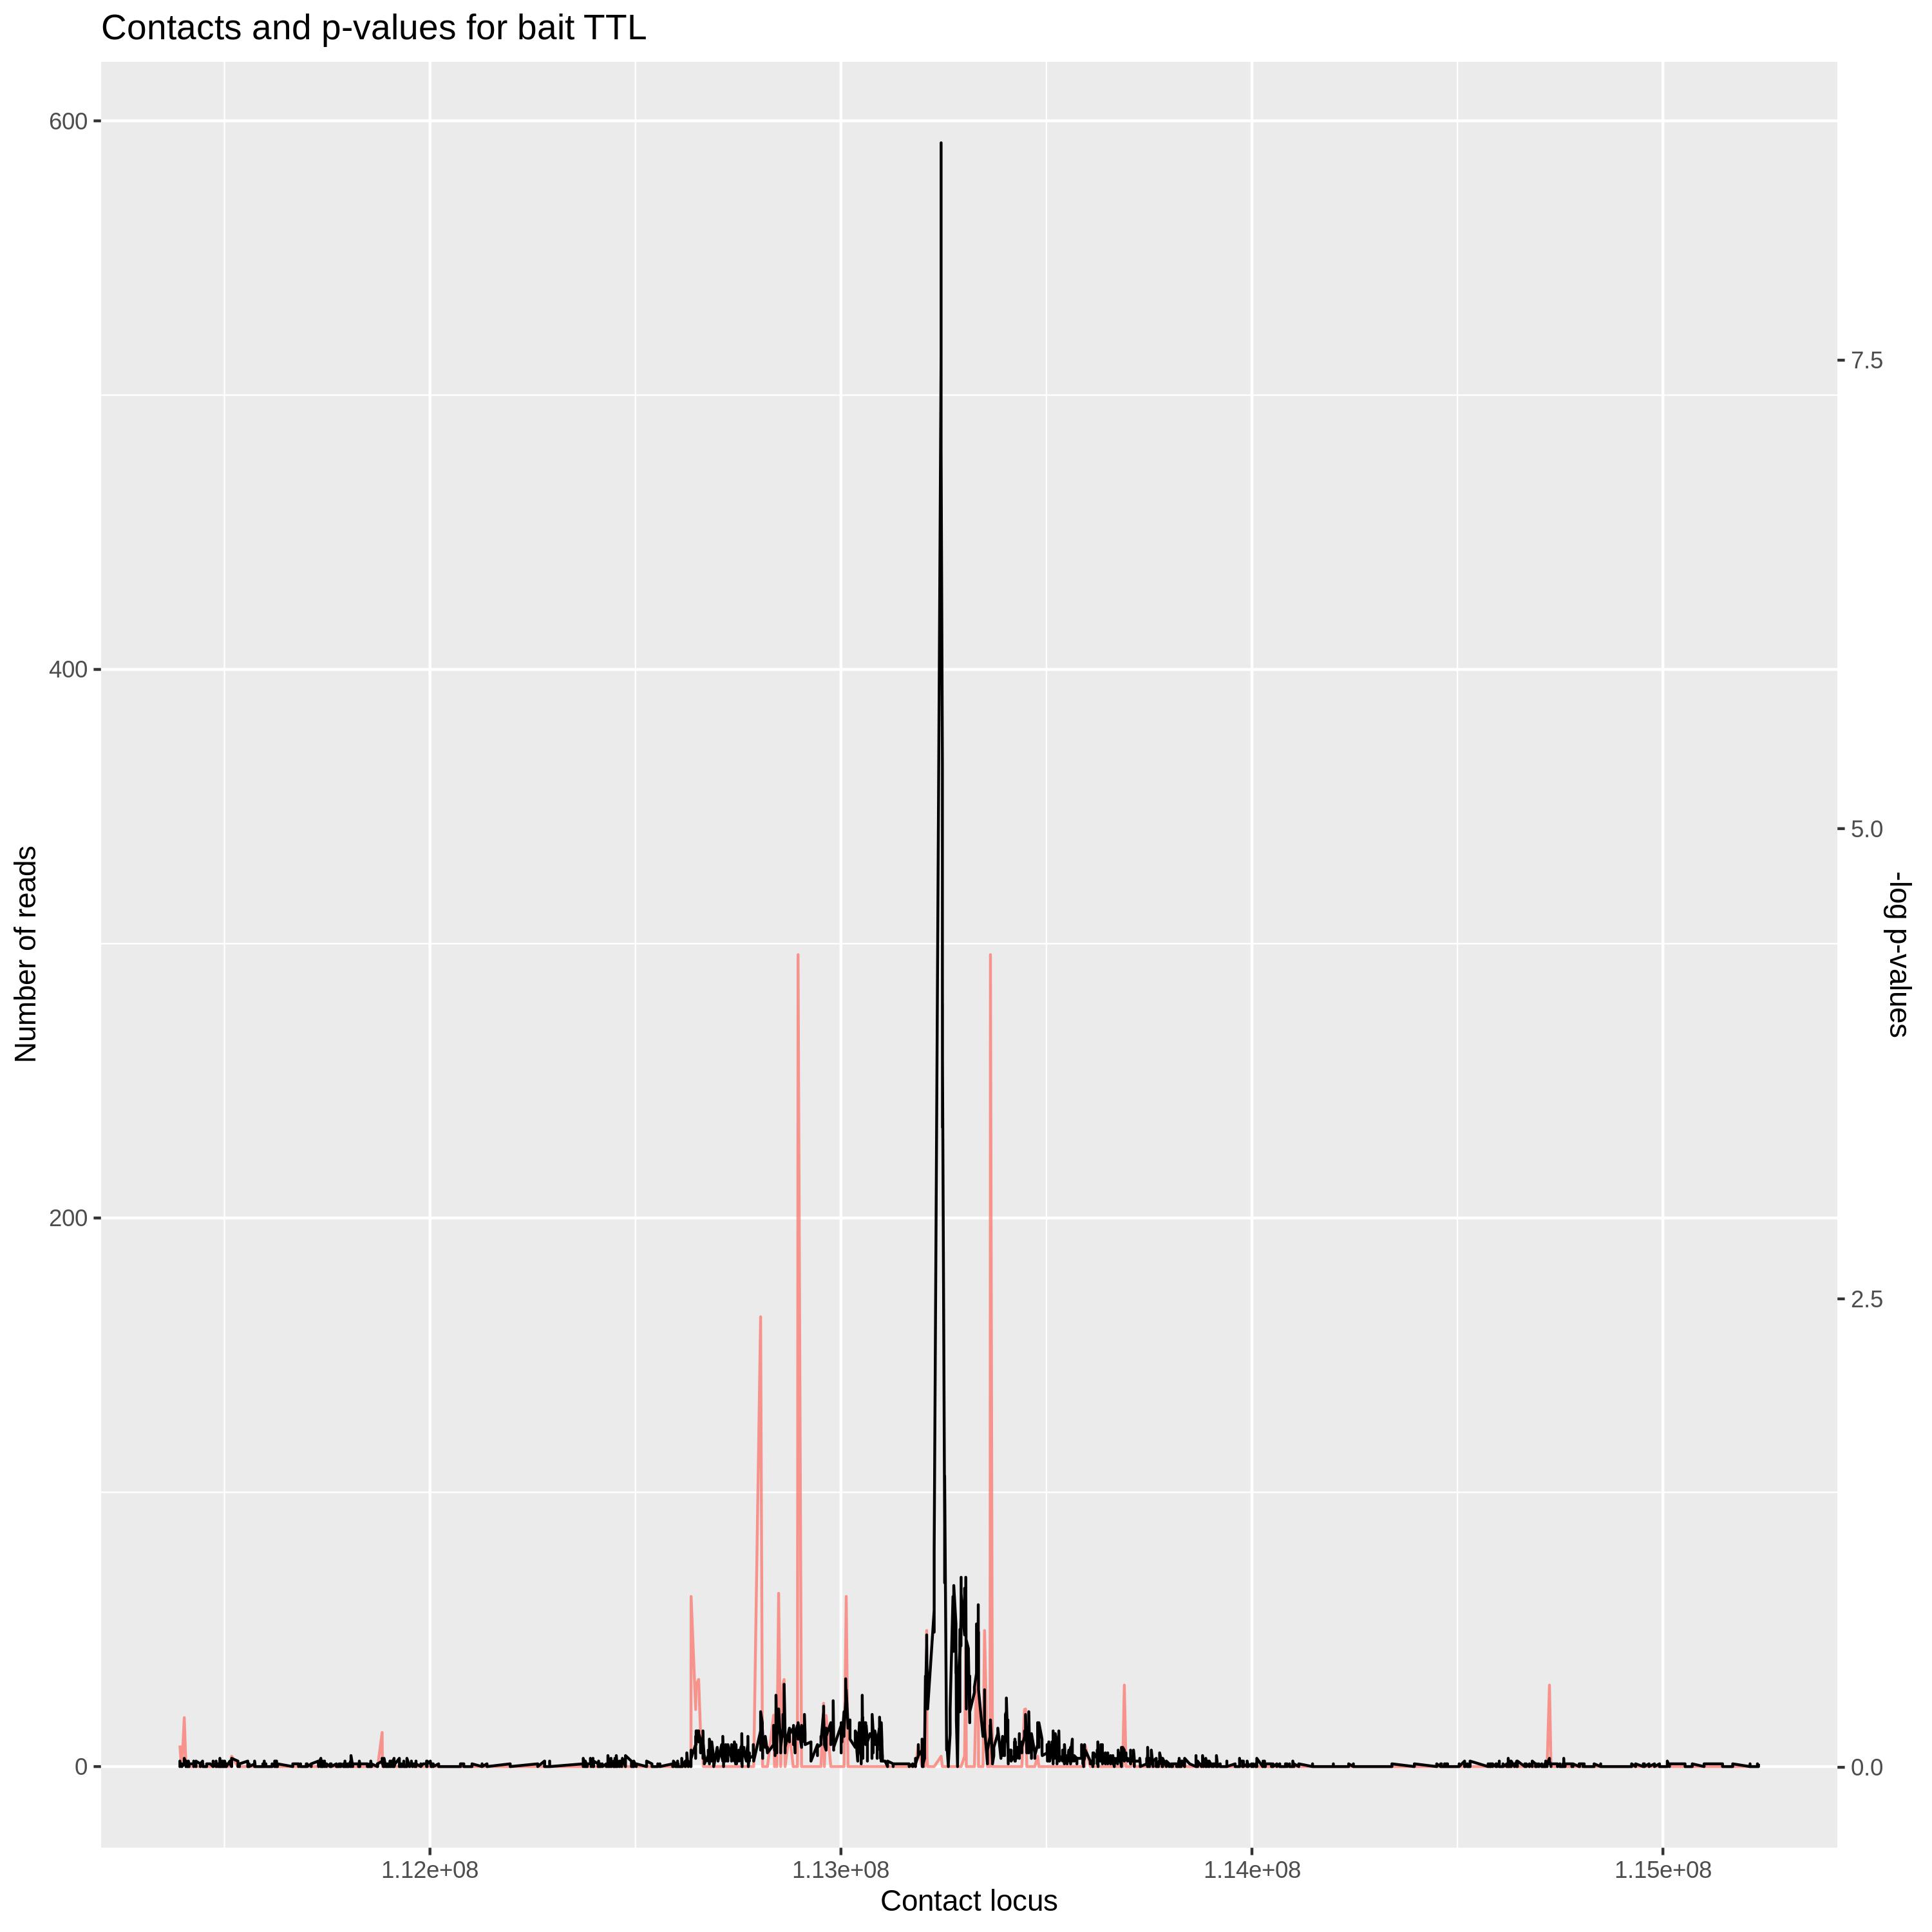 Contacts and p-values for bait TTL
600
400
200
0
Number of reads
7.5
5.0
2.5
0.0
-log p-values
1.12e+08
1.13e+08
1.14e+08
1.15e+08
Contact locus